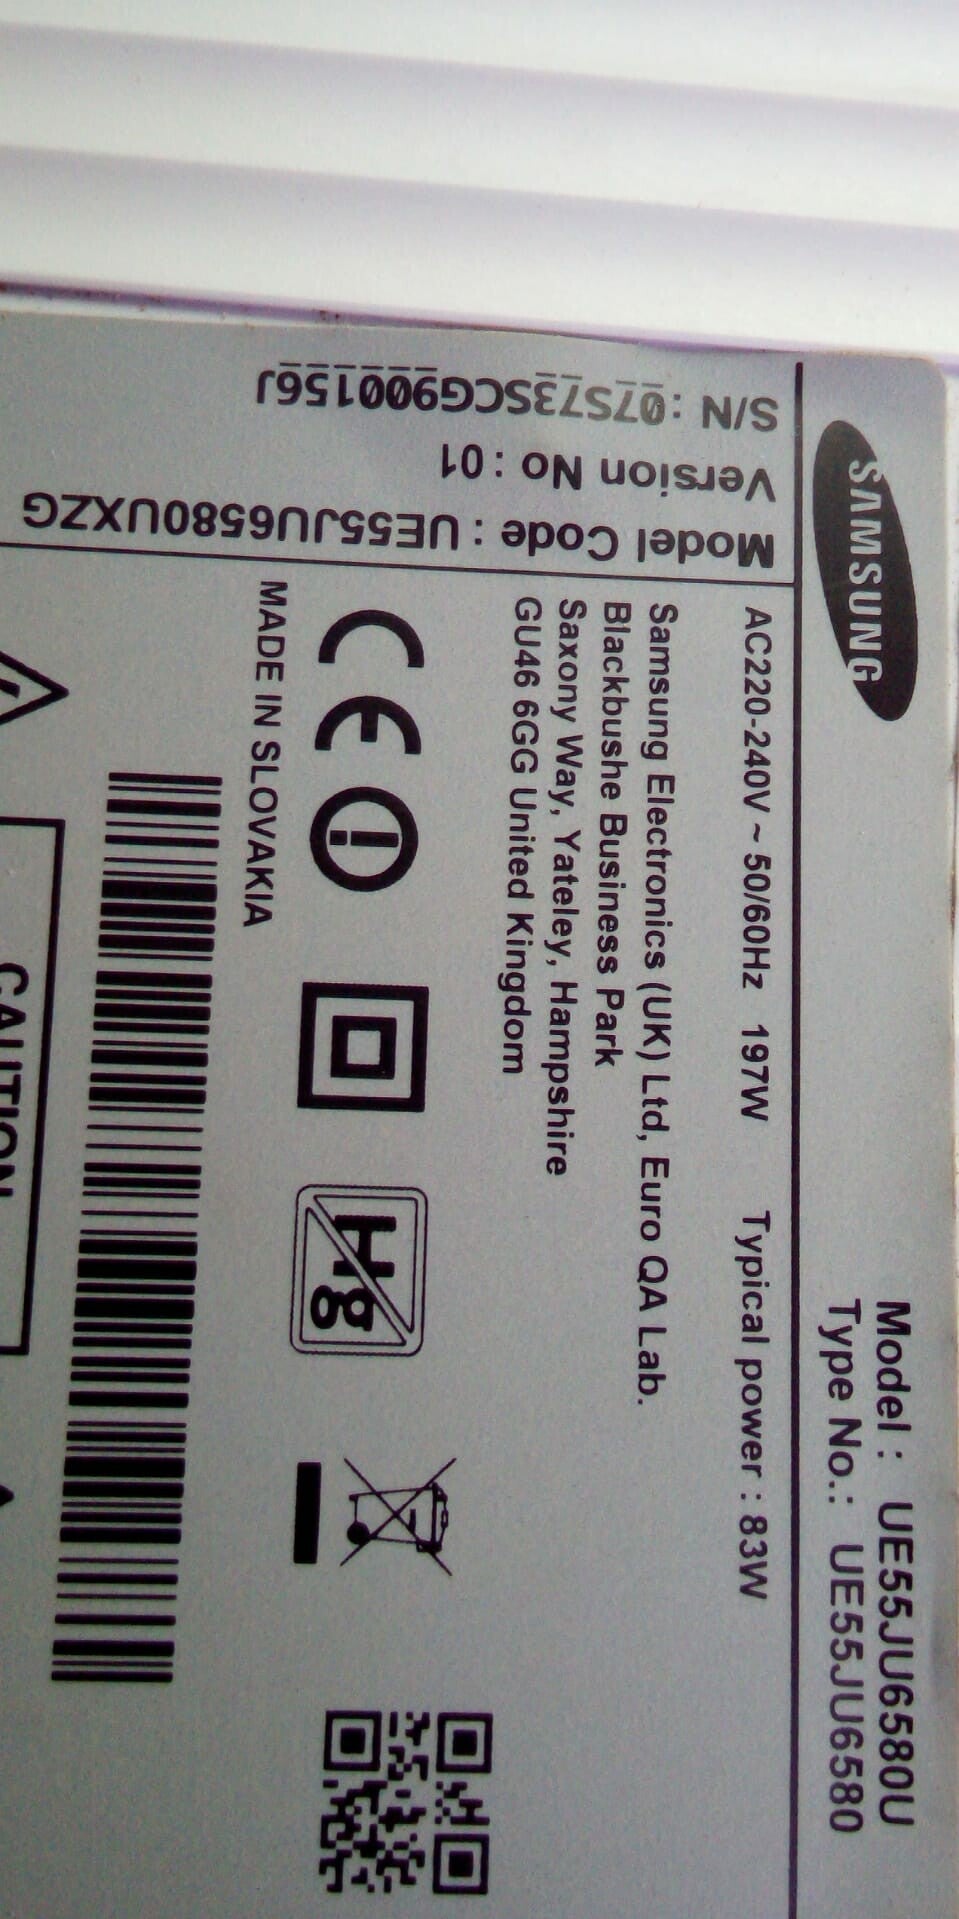 SAMSUNG
Model : UE55JU6580U
Type No.: UE55JU6580
AC220-240V ~ 50/60Hz 197W Typical power : 83W
Samsung Electronics (UK) Ltd, Euro QA Lab.
Blackbushe Business Park
Saxony Way, Yateley, Hampshire
GU46 6GG United Kingdom
Hg
MADE IN SLOVAKIA
Model Code : UE55JU6580UXZG
Version No : 01
S/N : 07S73SCG900156J
CAUTION